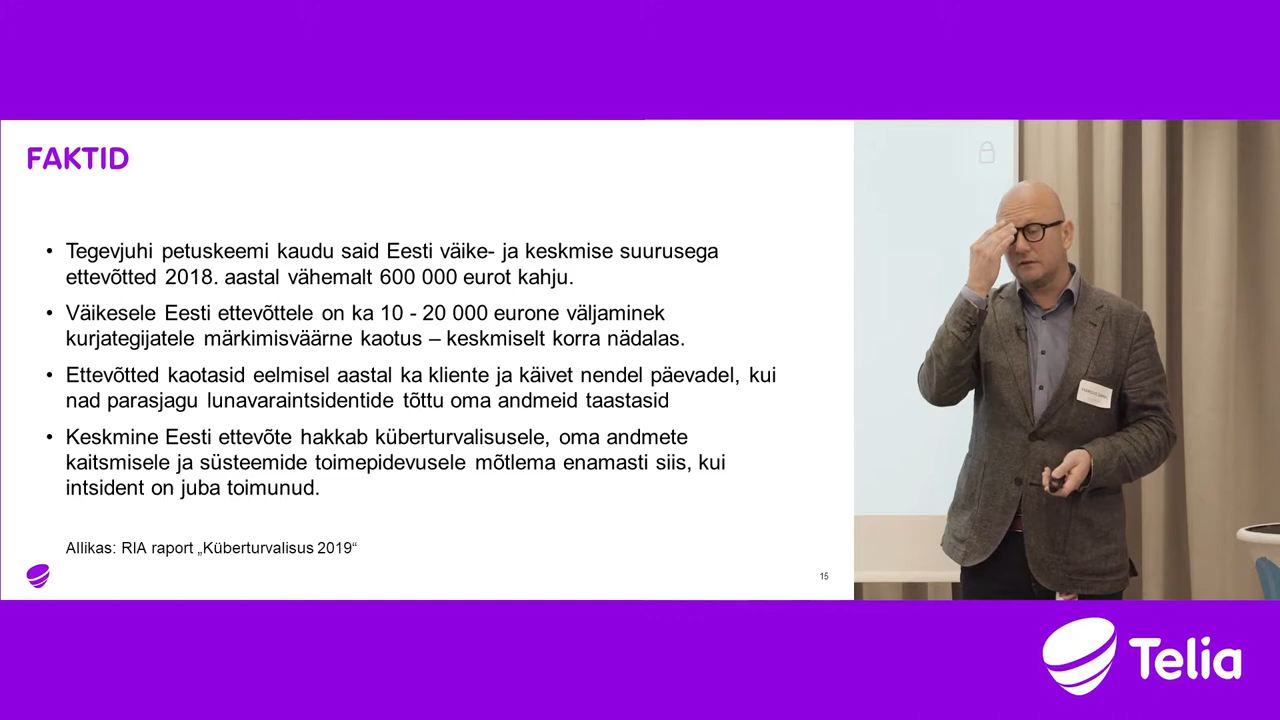 FAKTID
• Tegevjuhi petuskeemi kaudu said Eesti väike- ja keskmise suurusega
ettevõtted 2018. aastal vähemalt 600 000 eurot kahju.
• Väikesele Eesti ettevõttele on ka 10 - 20 000 eurone väljaminek
kurjategijatele märkimisväärne kaotus – keskmiselt korra nädalas.
• Ettevõtted kaotasid eelmisel aastal ka kliente ja käivet nendel päevadel, kui
nad parasjagu lunavaraintsidentide tõttu oma andmeid taastasid
• Keskmine Eesti ettevõte hakkab küberturvalisusele, oma andmete
kaitsmisele ja süsteemide toimepidevusele mõtlema enamasti siis, kui
intsident on juba toimunud.
Allikas: RIA raport „Küberturvalisus 2019“
15
Telia